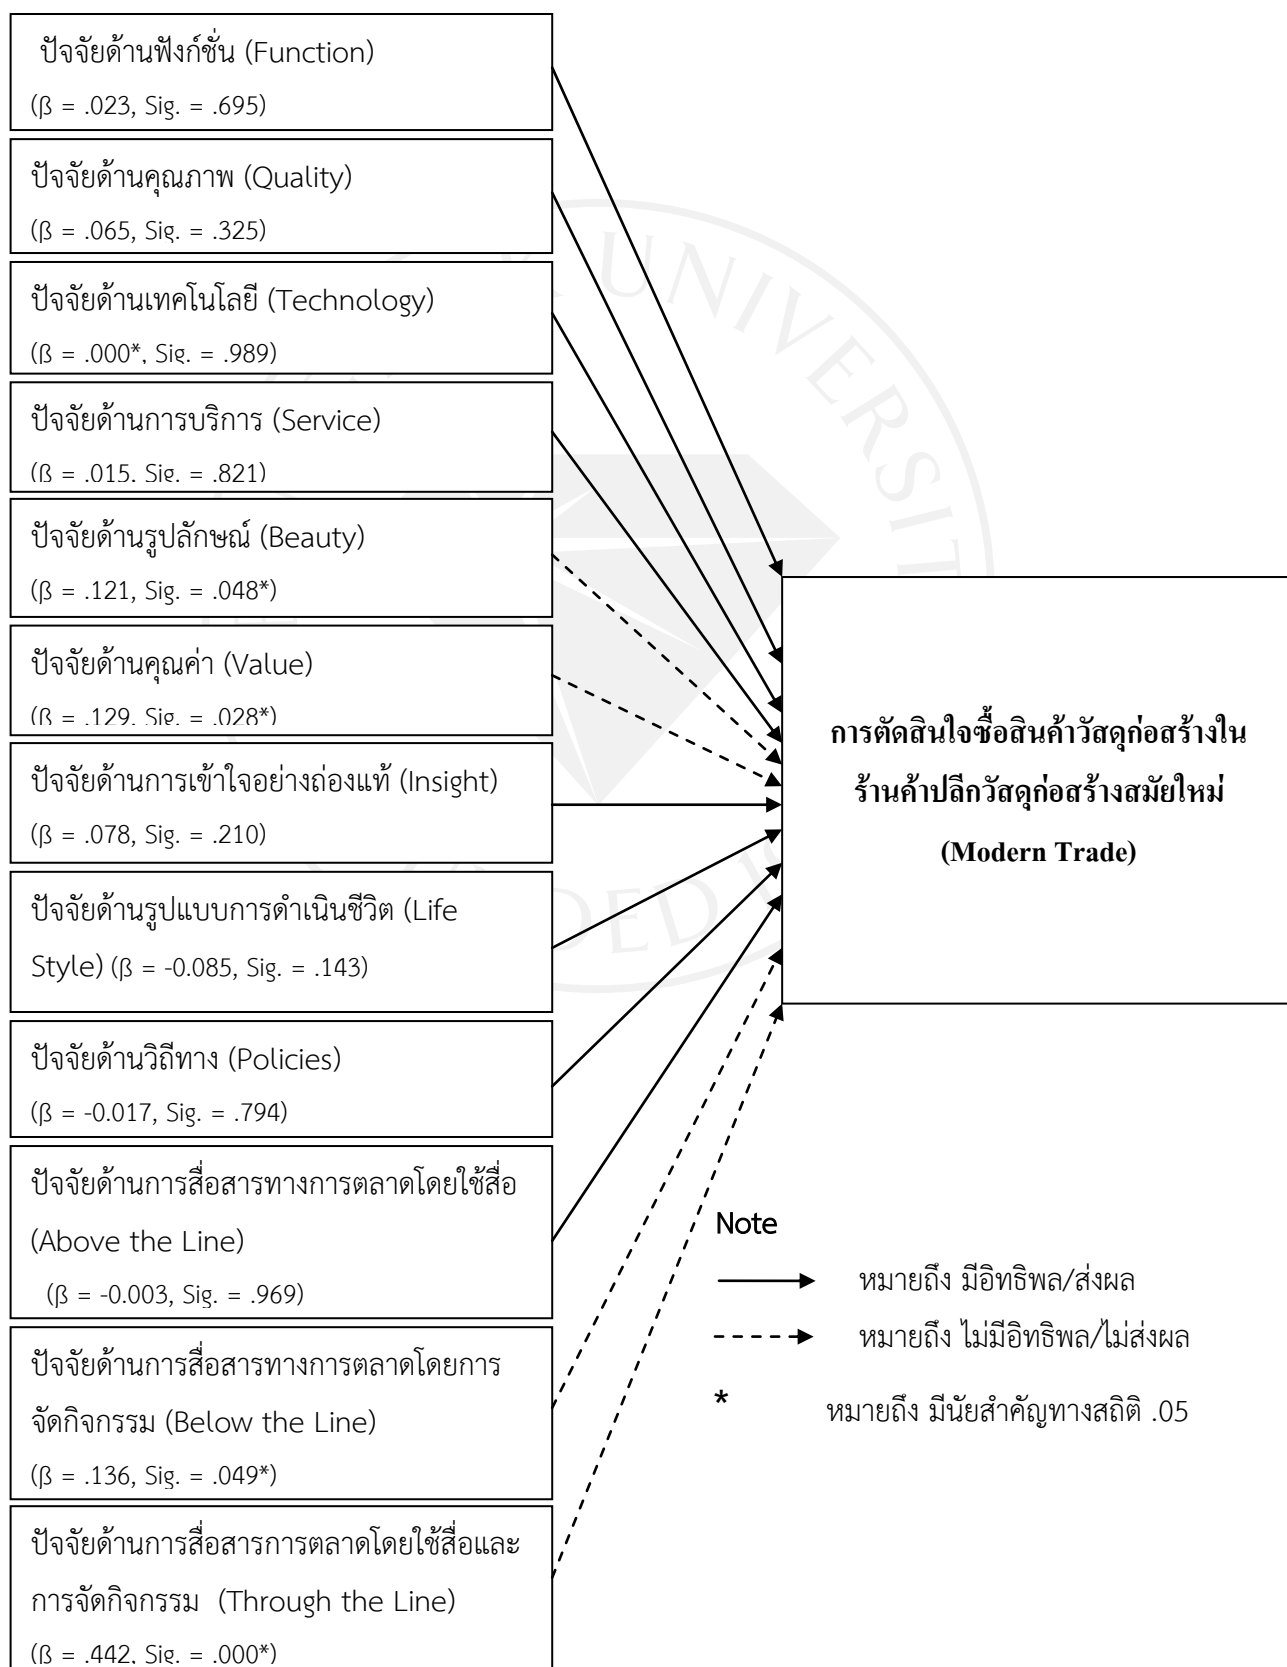 ปัจจัยด้านฟังก์ชั่น (Function)
(β = .023, Sig. = .695)
ปัจจัยด้านคุณภาพ (Quality)
(β = .065, Sig. = .325)
ปัจจัยด้านเทคโนโลยี (Technology)
(β = .000*, Sig. = .989)
ปัจจัยด้านการบริการ (Service)
(β = .015, Sig. = .821)
ปัจจัยด้านรูปลักษณ์ (Beauty)
(β = .121, Sig. = .048*)
ปัจจัยด้านคุณค่า (Value)
(β = .129, Sig. = .028*)
ปัจจัยด้านการเข้าใจอย่างถ่องแท้ (Insight)
(β = .078, Sig. = .210)
ปัจจัยด้านรูปแบบการดำเนินชีวิต (Life
Style) (β = -0.085, Sig. = .143)
ปัจจัยด้านวิถีทาง (Policies)
(β = -0.017, Sig. = .794)
ปัจจัยด้านการสื่อสารทางการตลาดโดยใช้สื่อ
(Above the Line)
(β = -0.003, Sig. = .969)
ปัจจัยด้านการสื่อสารทางการตลาดโดยการ
จัดกิจกรรม (Below the Line)
(β = .136, Sig. = .049*)
ปัจจัยด้านการสื่อสารการตลาดโดยใช้สื่อและ
การจัดกิจกรรม (Through the Line)
(β = .442, Sig. = .000*)
การตัดสินใจซื้อสินค้าวัสดุก่อสร้างใน
ร้านค้าปลีกวัสดุก่อสร้างสมัยใหม่
(Modern Trade)
Note
หมายถึง มีอิทธิพล/ส่งผล
หมายถึง ไม่มีอิทธิพล/ไม่ส่งผล
* หมายถึง มีนัยสำคัญทางสถิติ .05